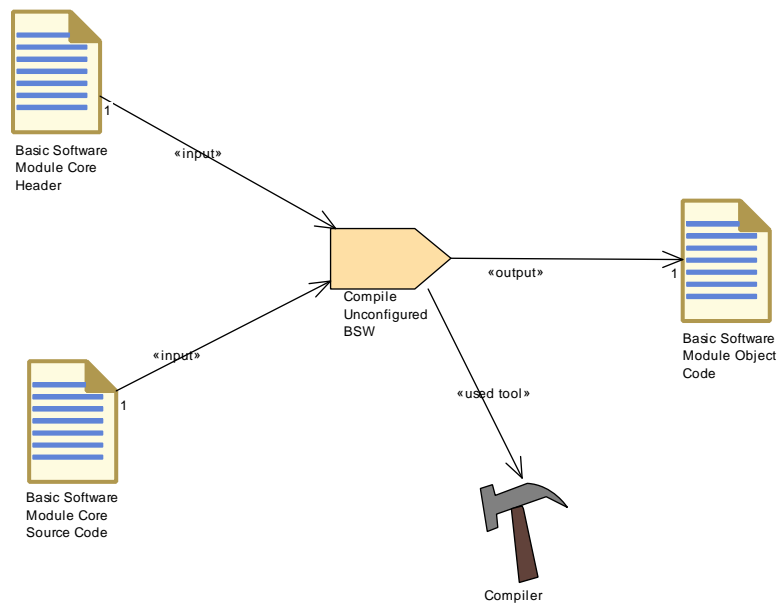 1
Basic Software
Module Core
Header
«input»
Compile
Unconfigured
BSW
«output»
1
Basic Software
Module Object
Code
«input»
1
Basic Software
Module Core
Source Code
«used tool»
Compiler